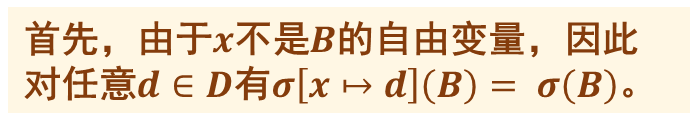 首先，由于x不是B的自由变量，因此
对任意d ∈ D有σ[x ↦ d](B) = σ(B)。